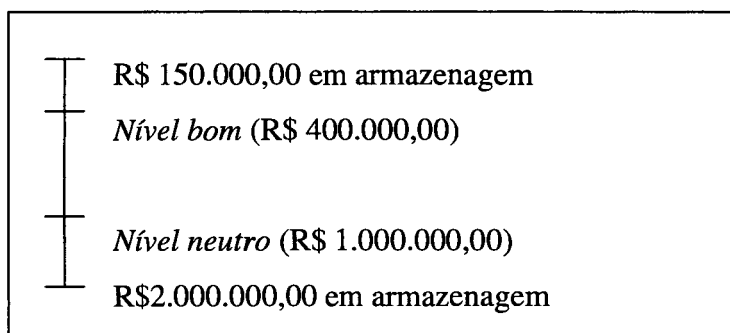 R$ 150.000,00 em armazenagem
Nível bom (R$ 400.000,00)
Nível neutro (R$ 1.000.000,00)
R$2.000.000,00 em armazenagem